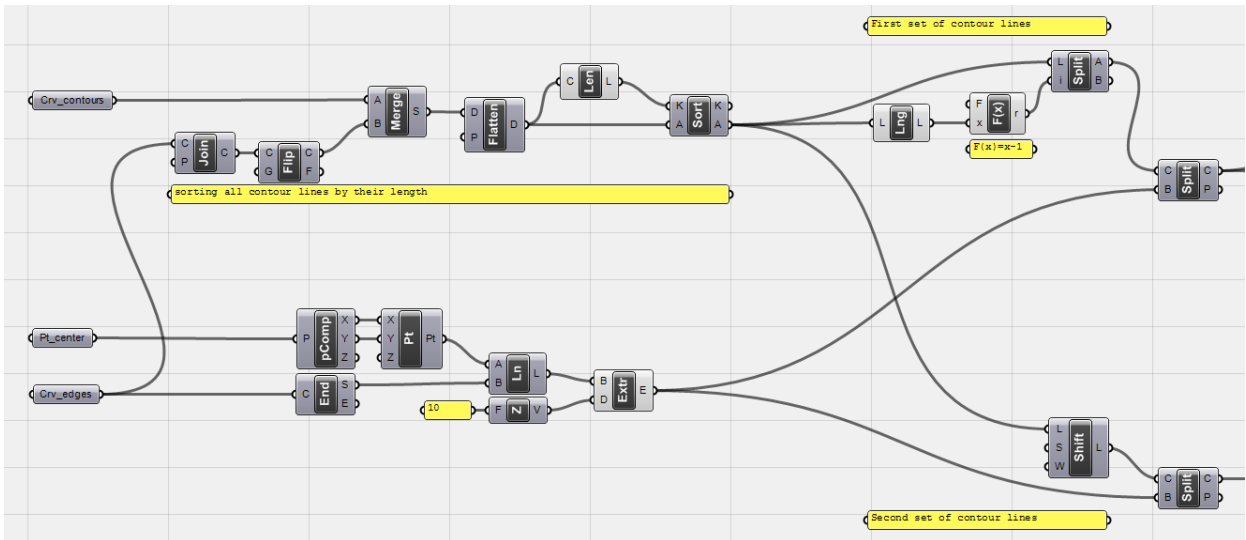 First set of contour lines
C Len L
L Split A
i B
Crv_contours
A Merge S
B
D Flatten D
P
K Sort K
A A
L Lng L
F F(x) r
x
F(x)=x-1
C Join C
P
C Flip C
G F
C Split C
B P
sorting all contour lines by their length
Pt_center
P pComp X
Y
Z
X Pt Pt
Y
Z
A Ln L
B
Crv_edges
C End S
E
10
F Z V
B Extr E
D
L Shift L
S
W
C Split C
B P
Second set of contour lines